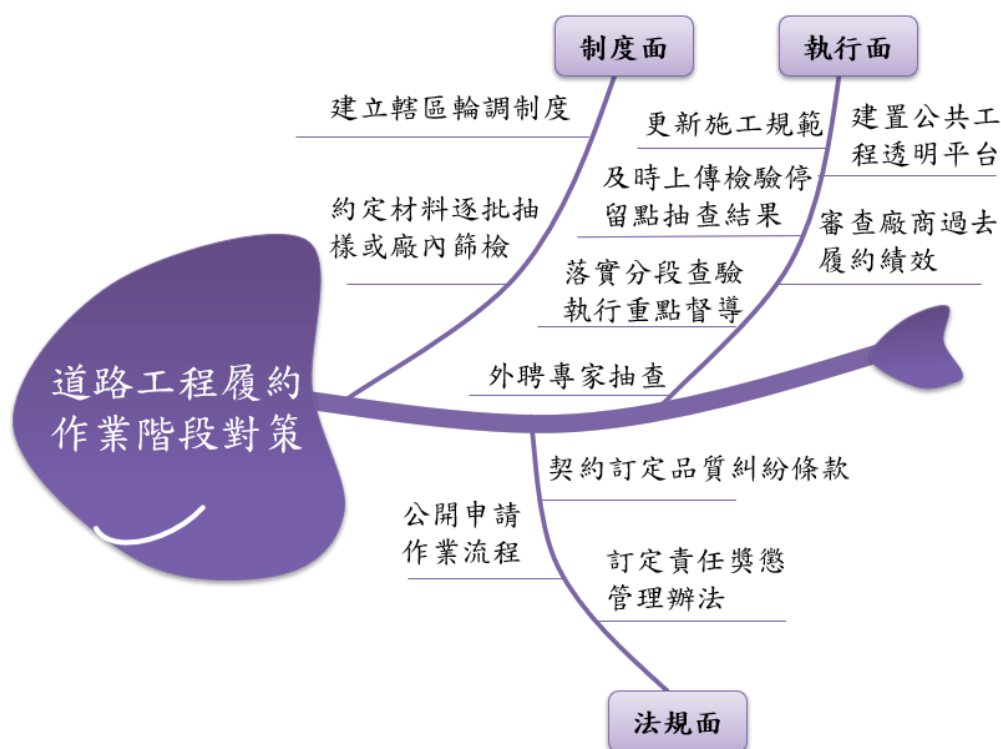 制度面
執行面
建立轄區輪調制度
約定材料逐批抽
樣或廠內篩檢
更新施工規範
及時上傳檢驗停
留點抽查結果
落實分段查驗
執行重點督導
外聘專家抽查
建置公共工
程透明平台
審查廠商過去
履約績效
道路工程履約
作業階段對策
契約訂定品質糾紛條款
公開申請
作業流程
訂定責任獎懲
管理辦法
法規面